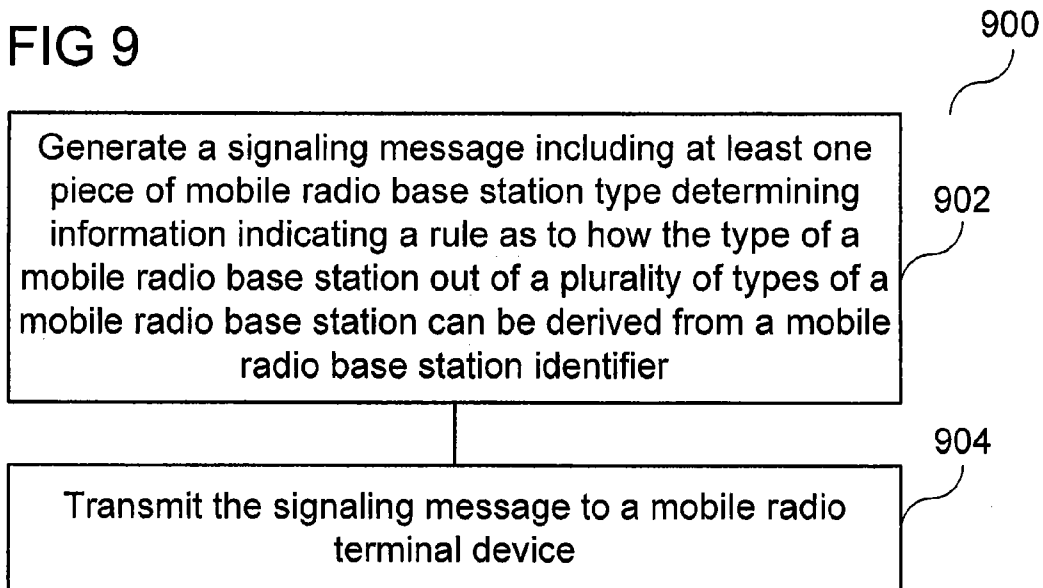 FIG 9
900
Generate a signaling message including at least one
piece of mobile radio base station type determining
information indicating a rule as to how the type of a
mobile radio base station out of a plurality of types of a
mobile radio base station can be derived from a mobile
radio base station identifier
902
904
Transmit the signaling message to a mobile radio
terminal device